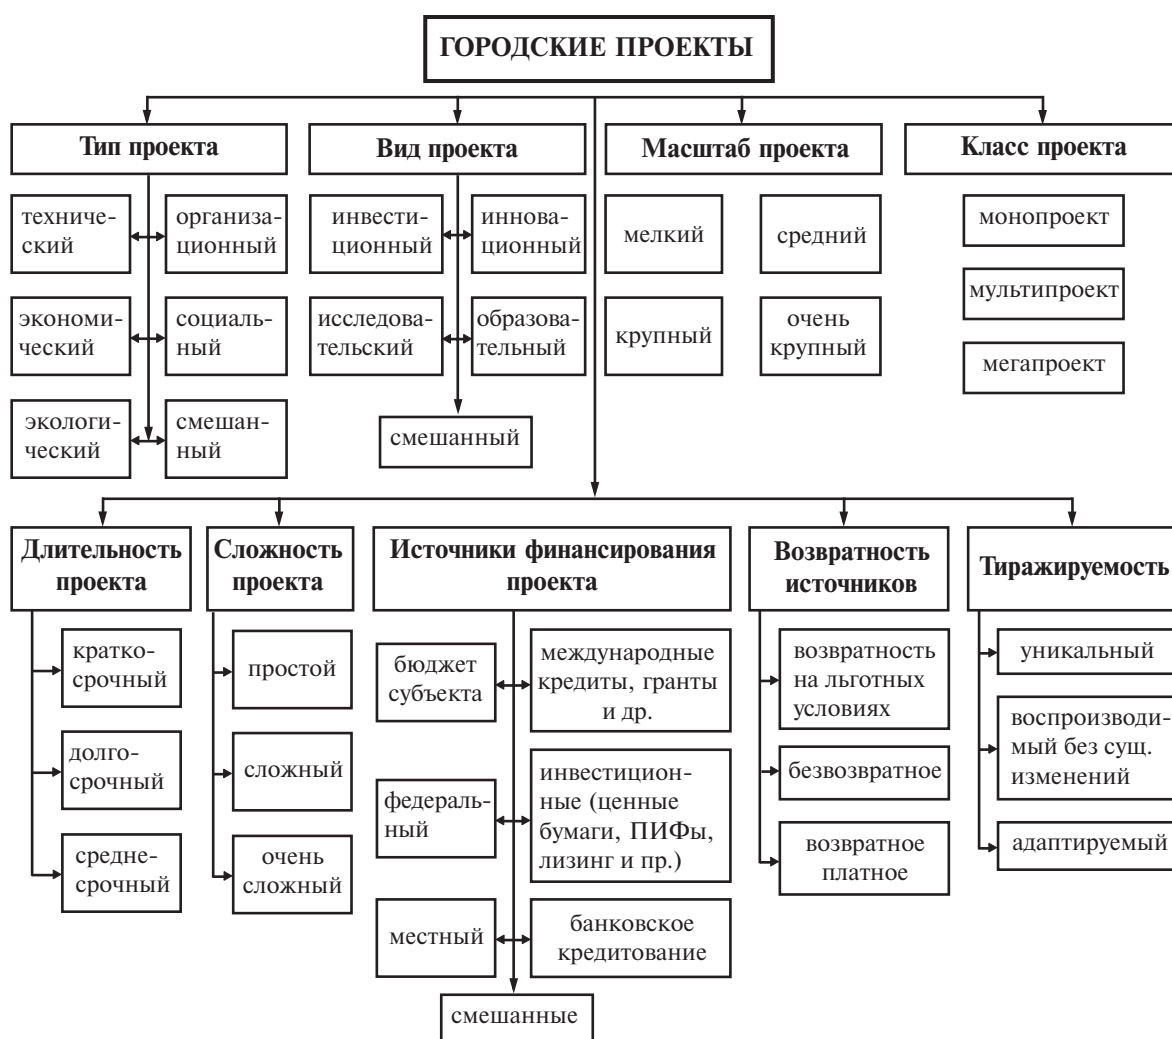 ГОРОДСКИЕ ПРОЕКТЫ
Тип проекта
Вид проекта
Масштаб проекта
Класс проекта
техниче-
ский
организа-
ционный
экономи-
ческий
социаль-
ный
экологи-
ческий
смешан-
ный
инвести-
ционный
иннова-
ционный
исследова-
тельский
образова-
тельный
смешанный
мелкий
средний
крупный
очень
крупный
монопроект
мультипроект
мегапроект
Длительность
проекта
Сложность
проекта
Источники финансирования
проекта
Возвратность
источников
Тиражируемость
кратко-
срочный
долго-
срочный
средне-
срочный
простой
сложный
очень
сложный
бюджет
субъекта
международные
кредиты, гранты
и др.
федераль-
ный
инвестицион-
ные (ценные
бумаги, ПИФы,
лизинг и пр.)
местный
банковское
кредитование
смешанные
возвратность
на льготных
условиях
безвозвратное
возвратное
платное
уникальный
воспроизводи-
мый без сущ.
изменений
адаптируемый